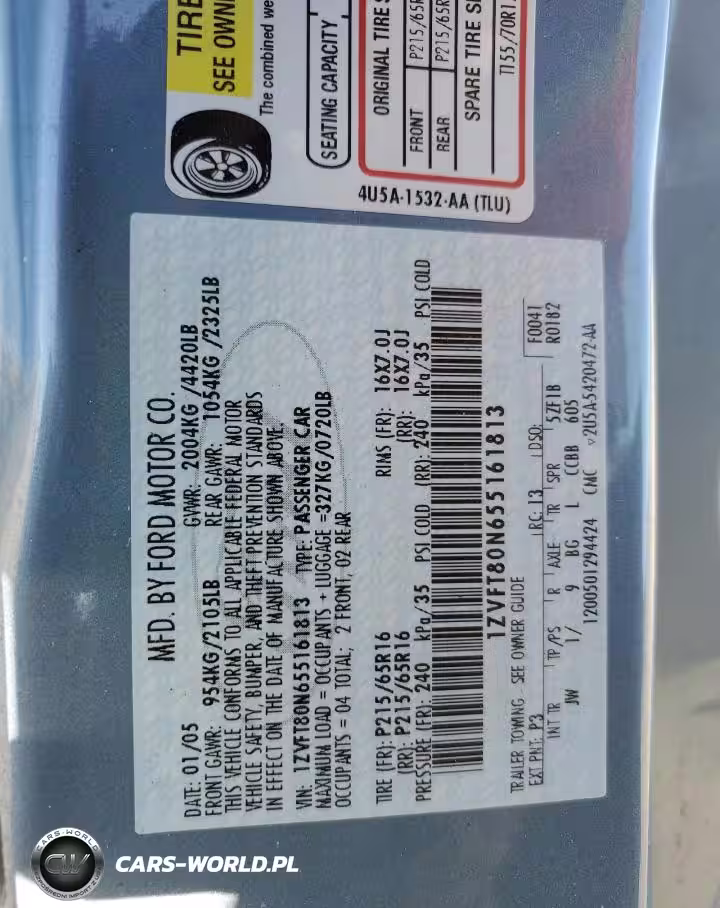 TIRE
SEE OWN
The combined we
SEATING CAPACITY
ORIGINAL TIRE S
FRONT P215/65R
REAR P215/65R
SPARE TIRE S
T155/70R1
4U5A-1532-AA (TLU)
MFD. BY FORD MOTOR CO.
DATE: 01/05 GVWR: 2004KG/4420LB
FRONT GAWR: 954KG/2105LB REAR GAWR: 1054KG/2325LB
THIS VEHICLE CONFORMS TO ALL APPLICABLE FEDERAL MOTOR
VEHICLE SAFETY, BUMPER, AND THEFT PREVENTION STANDARDS
IN EFFECT ON THE DATE OF MANUFACTURE SHOWN ABOVE.
VIN: 1ZVFT80N655161813 TYPE: PASSENGER CAR
MAXIMUM LOAD = OCCUPANTS + LUGGAGE =327KG/0720LB
OCCUPANTS = 04 TOTAL; 2 FRONT, 02 REAR
TIRE (FR): P215/65R16 RIMS (FR): 16X7.0J
(RR): P215/65R16 (RR): 16X7.0J
PRESSURE (FR): 240 kPa/35 PSI COLD (RR): 240 kPa/35 PSI COLD
1ZVFT80N655161813
TRAILER TOWING - SEE OWNER GUIDE
EXT PNT: P3 RC: 13 DSO: F0041
R0182
INT TR TP/PS R AXLE TR SPR 5ZF1B
JW 1/ 9 BG L CCBB 605
1200501294424 CMC v2U5A-5420472-AA
CARS-WORLD
CW
CARS-WORLD.PL